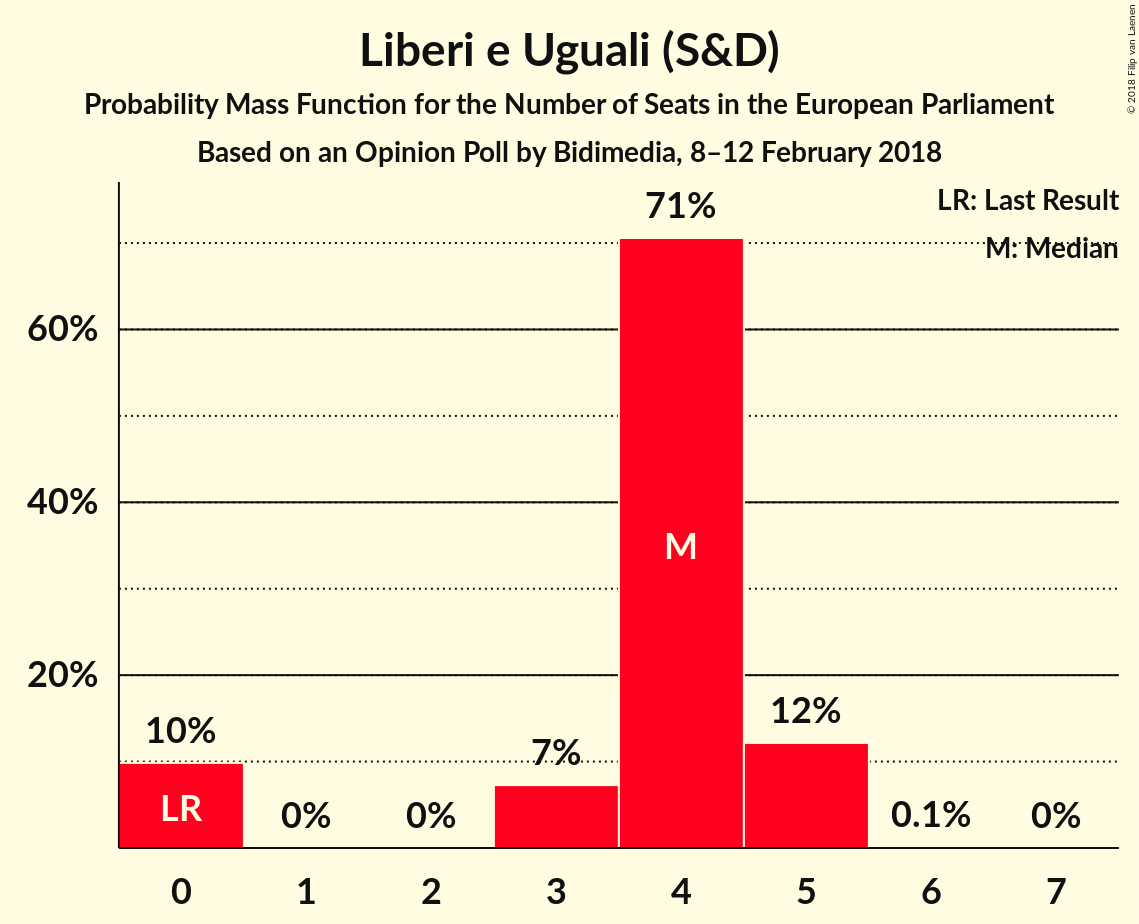 Liberi e Uguali (S&D)
Probability Mass Function for the Number of Seats in the European Parliament
Based on an Opinion Poll by Bidimedia, 8–12 February 2018
© 2018 Filip van Laenen
LR: Last Result
M: Median
71%
60%
40%
M
20%
10%
LR
0%
0%
7%
12%
0.1%
0%
0 1 2 3 4 5 6 7